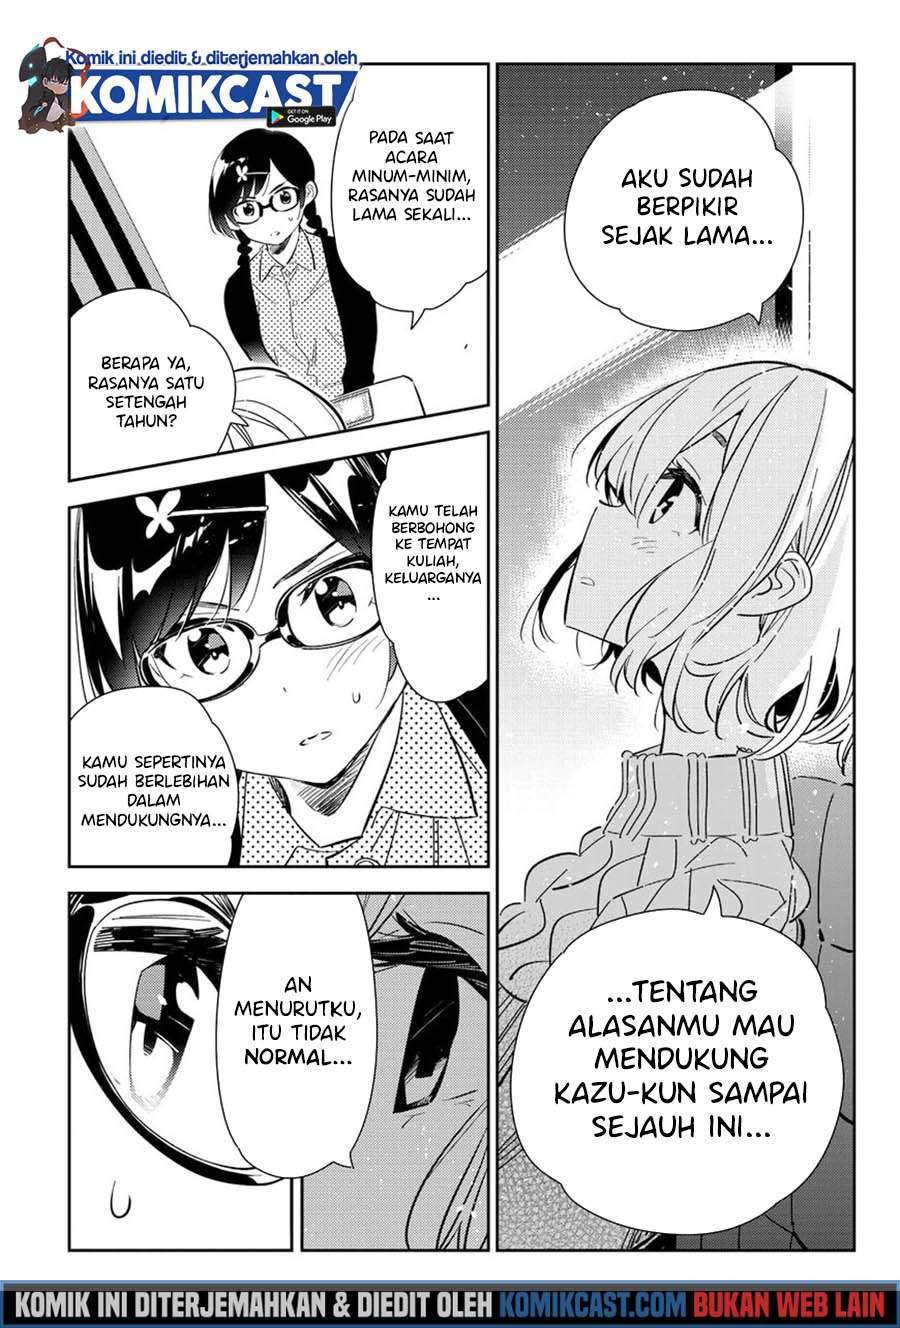 Komik ini diedit & diterjemahkan oleh
KOMIKCAST
GET IT ON
Google Play
AKU SUDAH
BERPIKIR
SEJAK LAMA...
...TENTANG
ALASANMU MAU
MENDUKUNG
KAZU-KUN SAMPAI
SEJAUH INI...
PADA SAAT
ACARA
MINUM-MINIM,
RASANYA SUDAH
LAMA SEKALI...
BERAPA YA,
RASANYA SATU
SETENGAH
TAHUN?
KAMU TELAH
BERBOHONG
KE TEMPAT
KULIAH,
KELUARGANYA
...
KAMU SEPERTINYA
SUDAH BERLEBIHAN
DALAM
MENDUKUNGNYA...
AN
MENURUTKU,
ITU TIDAK
NORMAL...
KOMIK INI DITERJEMAHKAN & DIEDIT OLEH KOMIKCAST.COM BUKAN WEB LAIN